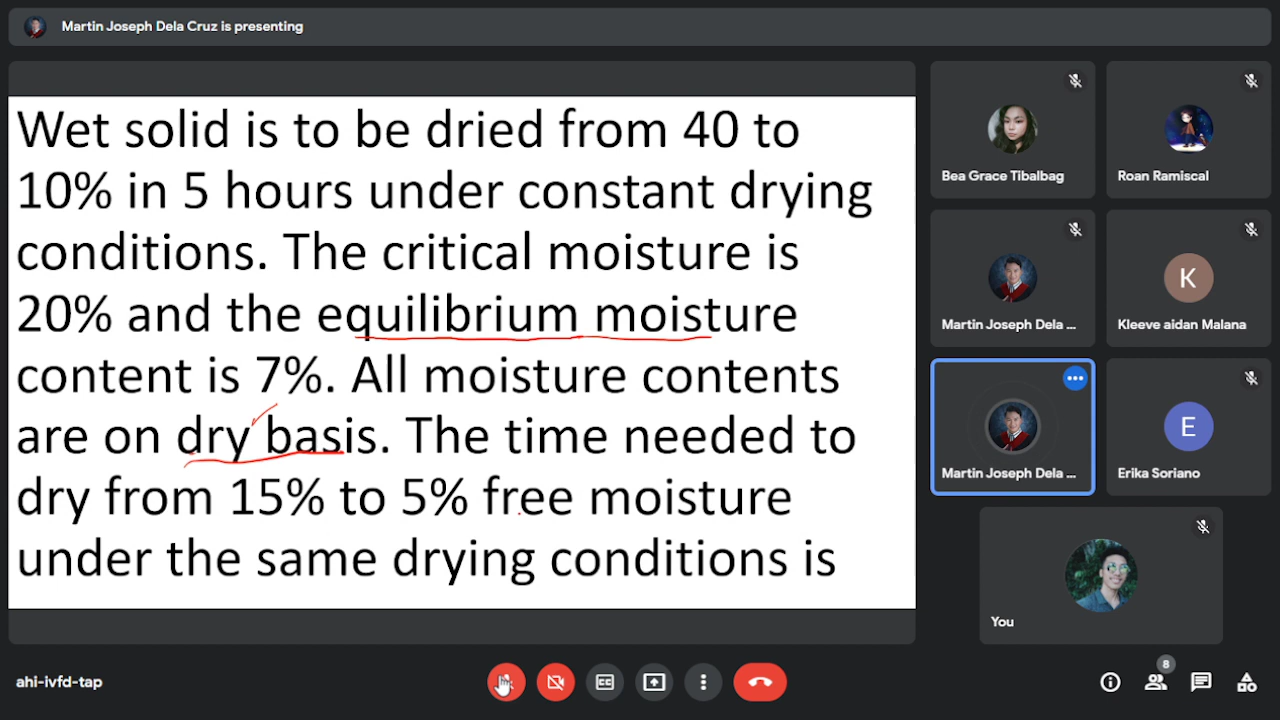 Martin Joseph Dela Cruz is presenting
Wet solid is to be dried from 40 to
10% in 5 hours under constant drying
conditions. The critical moisture is
20% and the equilibrium moisture
content is 7%. All moisture contents
are on dry basis. The time needed to
dry from 15% to 5% free moisture
under the same drying conditions is
Bea Grace Tibalbag
Roan Ramiscal
Martin Joseph Dela ...
K
Kleeve aidan Malana
Martin Joseph Dela ...
E
Erika Soriano
You
ahi-ivfd-tap
CC
8